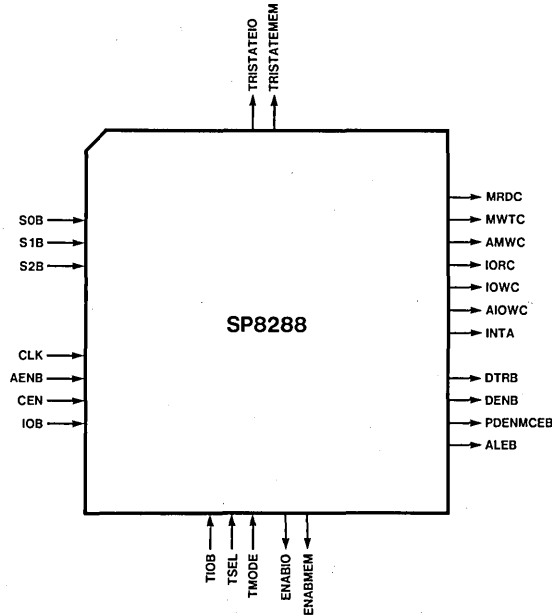 TRISTATEIO
TRISTATEMEM
S0B
S1B
S2B
CLK
AENB
CEN
IOB
SP8288
MRDC
MWTC
AMWC
IORC
IOWC
AIOWC
INTA
DTRB
DENB
PDENMCEB
ALEB
TIOB
TSEL
TMODE
ENABIO
ENABMEM